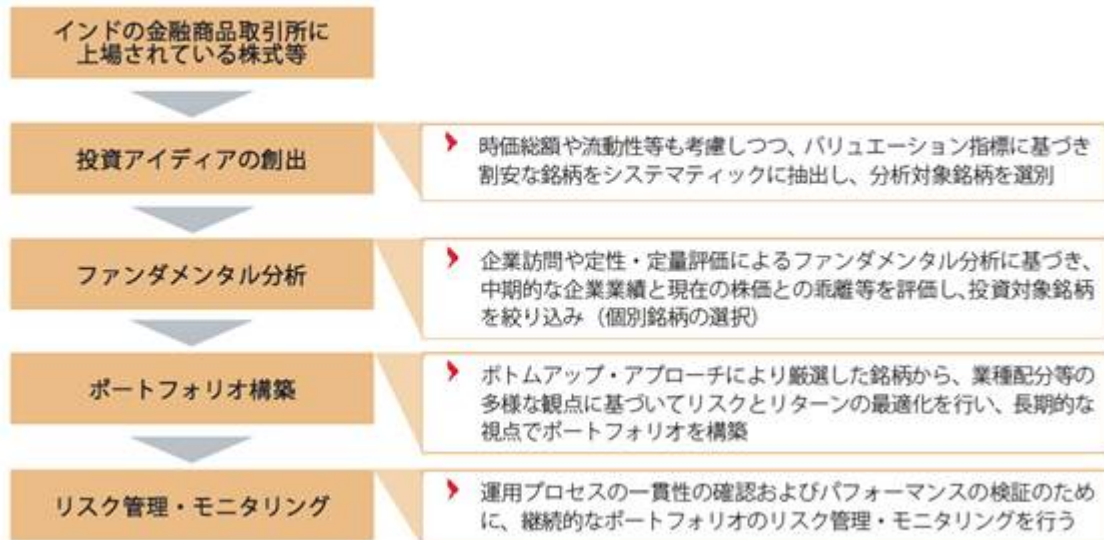 インドの金融商品取引所に
上場されている株式等
投資アイディアの創出
時価総額や流動性等も考慮しつつ、バリュエーション指標に基づき
割安な銘柄をシステマティックに抽出し、分析対象銘柄を選別
ファンダメンタル分析
企業訪問や定性・定量評価によるファンダメンタル分析に基づき、
中期的な企業業績と現在の株価との乖離等を評価し、投資対象銘柄
を絞り込み（個別銘柄の選択）
ポートフォリオ構築
ボトムアップ・アプローチにより厳選した銘柄から、業種配分等の
多様な観点に基づいてリスクとリターンの最適化を行い、長期的な
視点でポートフォリオを構築
リスク管理・モニタリング
運用プロセスの一貫性の確認およびパフォーマンスの検証のため
に、継続的なポートフォリオのリスク管理・モニタリングを行う